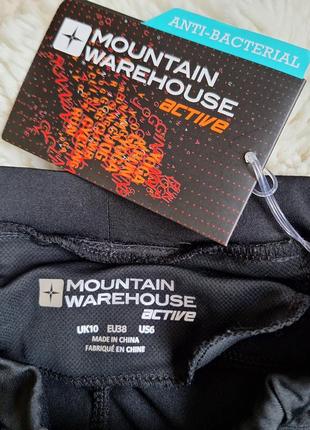 ANTI-BACTERIAL
MOUNTAIN
WAREHOUSE
ACTIVE
MOUNTAIN
WAREHOUSE
ACTIVE
UK10 EU38 US6
MADE IN CHINA
FABRIQUÉ EN CHINE